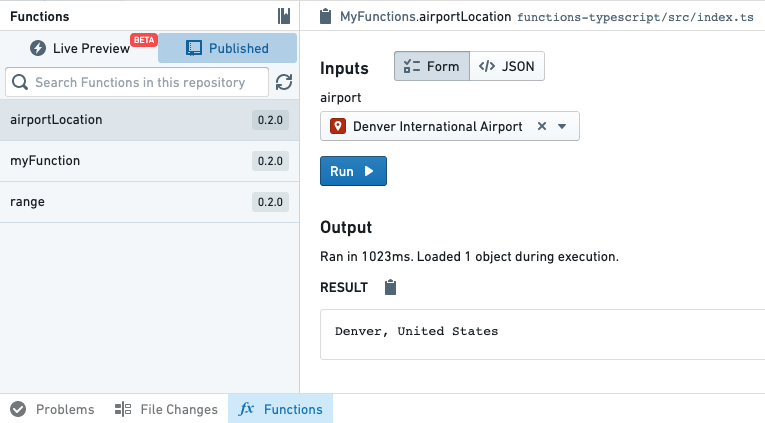 Functions
Live Preview BETA Published
Search Functions in this repository
airportLocation 0.2.0
myFunction 0.2.0
range 0.2.0
MyFunctions.airportLocation functions-typescript/src/index.ts
Inputs Form </> JSON
airport
Denver International Airport
Run
Output
Ran in 1023ms. Loaded 1 object during execution.
RESULT
Denver, United States
Problems File Changes fx Functions